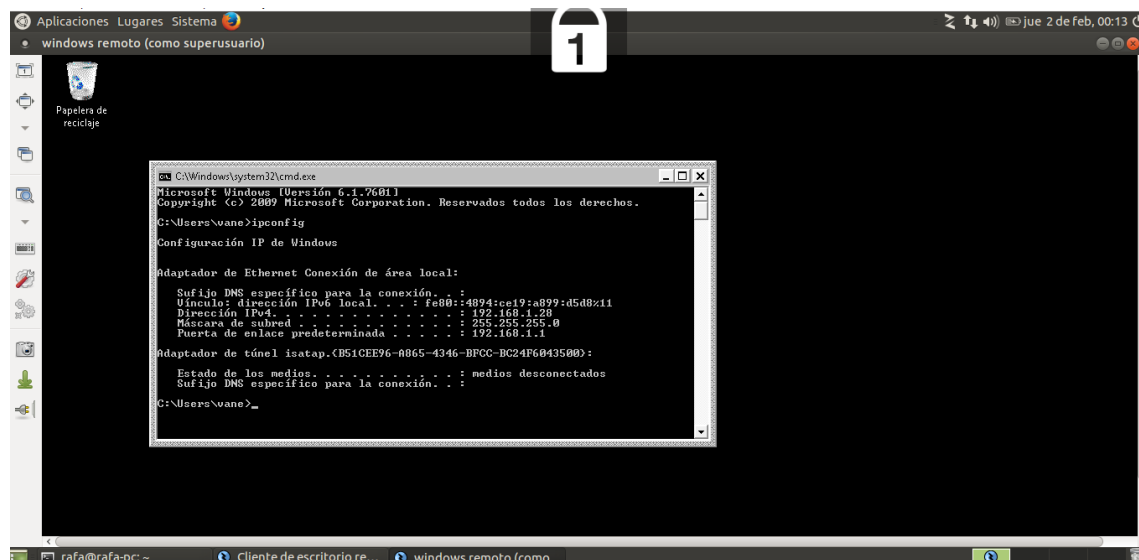 Aplicaciones Lugares Sistema
jue 2 de feb, 00:13
windows remoto (como superusuario)
1
Papelera de
reciclaje
C:\Windows\system32\cmd.exe
Microsoft Windows [Versión 6.1.7601]
Copyright (c) 2009 Microsoft Corporation. Reservados todos los derechos.
C:\Users\vane>ipconfig
Configuración IP de Windows
Adaptador de Ethernet Conexión de área local:
Sufijo DNS específico para la conexión. . :
Vínculo: dirección IPv6 local. . . : fe80::4894:ce19:a899:d5d8%11
Dirección IPv4. . . . . . . . . . . . . . : 192.168.1.28
Máscara de subred . . . . . . . . . . . . : 255.255.255.0
Puerta de enlace predeterminada . . . . . : 192.168.1.1
Adaptador de túnel isatap.{B51CEE96-A865-4346-BFCC-BC24F6043500}:
Estado de los medios. . . . . . . . . . . : medios desconectados
Sufijo DNS específico para la conexión. . :
C:\Users\vane>_
rafa@rafa-pc: ~
Cliente de escritorio re...
windows remoto (como...